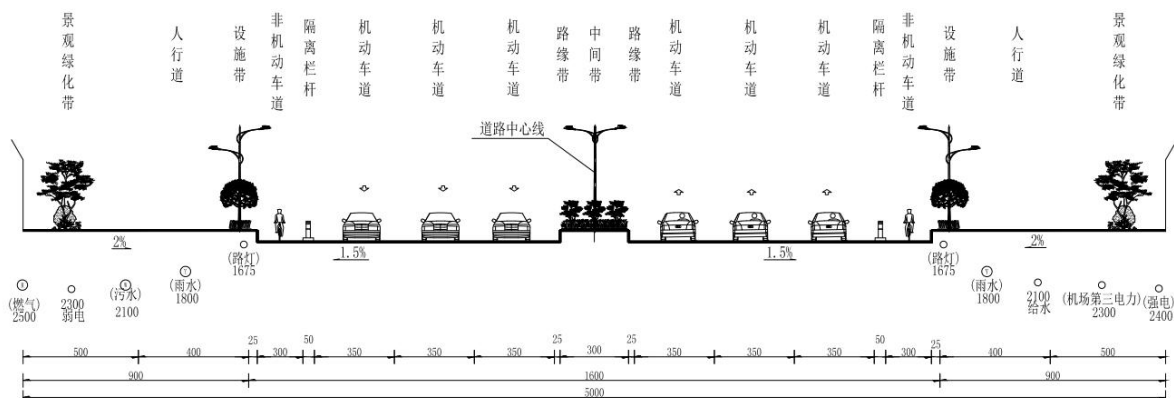 景观绿化带
人行道
设施带
非机动车道
隔离栏杆
机动车道
机动车道
机动车道
路缘带
中间带
路缘带
机动车道
机动车道
机动车道
隔离栏杆
非机动车道
设施带
人行道
景观绿化带
道路中心线
2%
1.5%
1.5%
2%
(路灯)
1675
(路灯)
1675
(燃气)
2500
2300
弱电
(污水)
2100
(雨水)
1800
(雨水)
1800
2100
给水
(机场第三电力)
2300
(强电)
2400
500
400
25
300
50
350
350
350
25
300
25
350
350
350
50
300
25
400
500
900
1600
900
5000